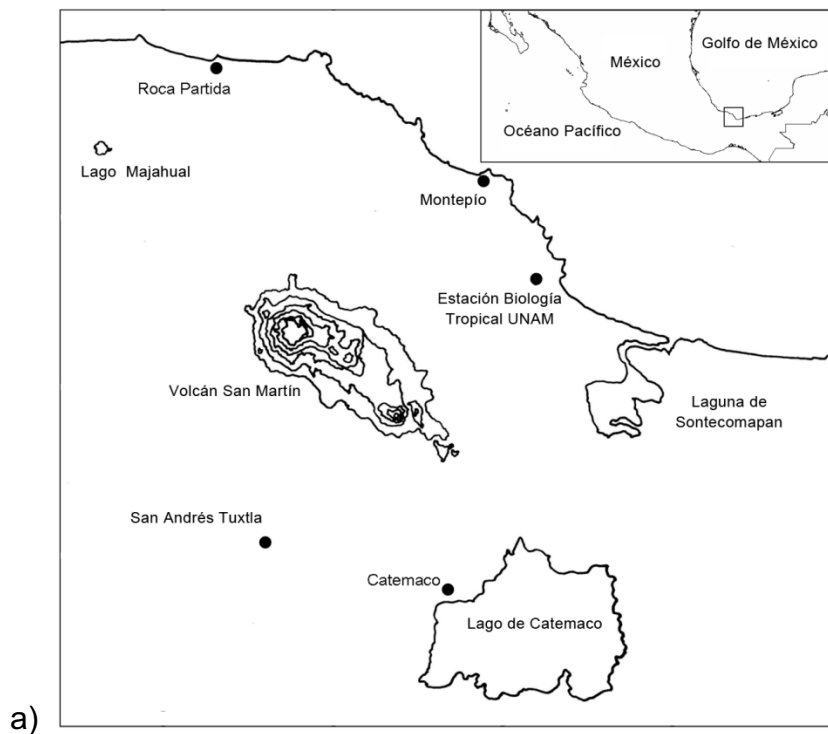 Golfo de México
México
Océano Pacífico
Roca Partida
Lago Majahual
Montepío
Estación Biología
Tropical UNAM
Volcán San Martín
Laguna de
Sontecomapan
San Andrés Tuxtla
Catemaco
Lago de Catemaco
a)